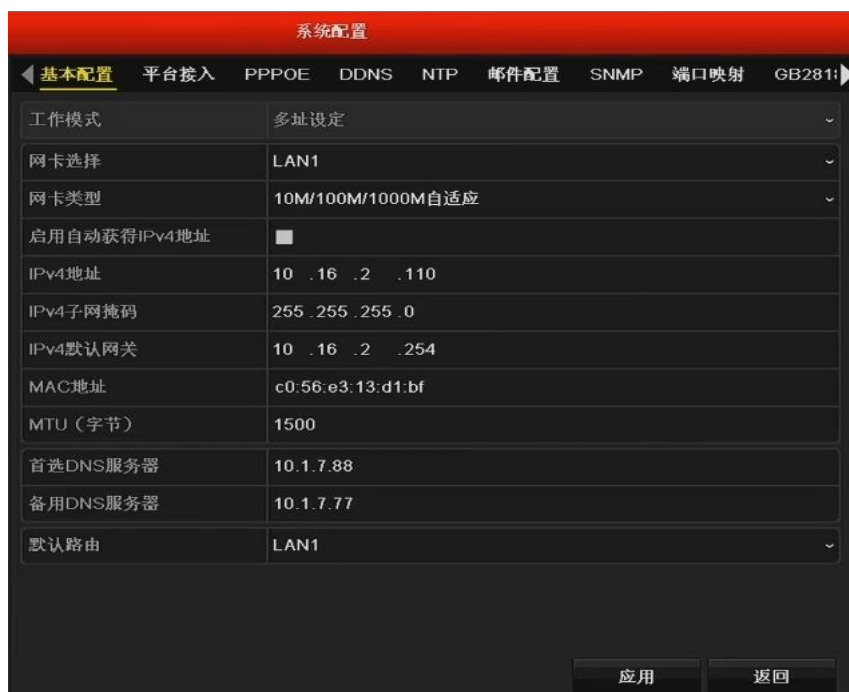 系统配置
基本配置 平台接入 PPPOE DDNS NTP 邮件配置 SNMP 端口映射 GB281
工作模式 多址设定
网卡选择 LAN1
网卡类型 10M/100M/1000M自适应
启用自动获得IPv4地址
IPv4地址 10 .16 .2 .110
IPv4子网掩码 255.255.255.0
IPv4默认网关 10 .16 .2 .254
MAC地址 c0:56:e3:13:d1:bf
MTU（字节） 1500
首选DNS服务器 10.1.7.88
备用DNS服务器 10.1.7.77
默认路由 LAN1
应用 返回